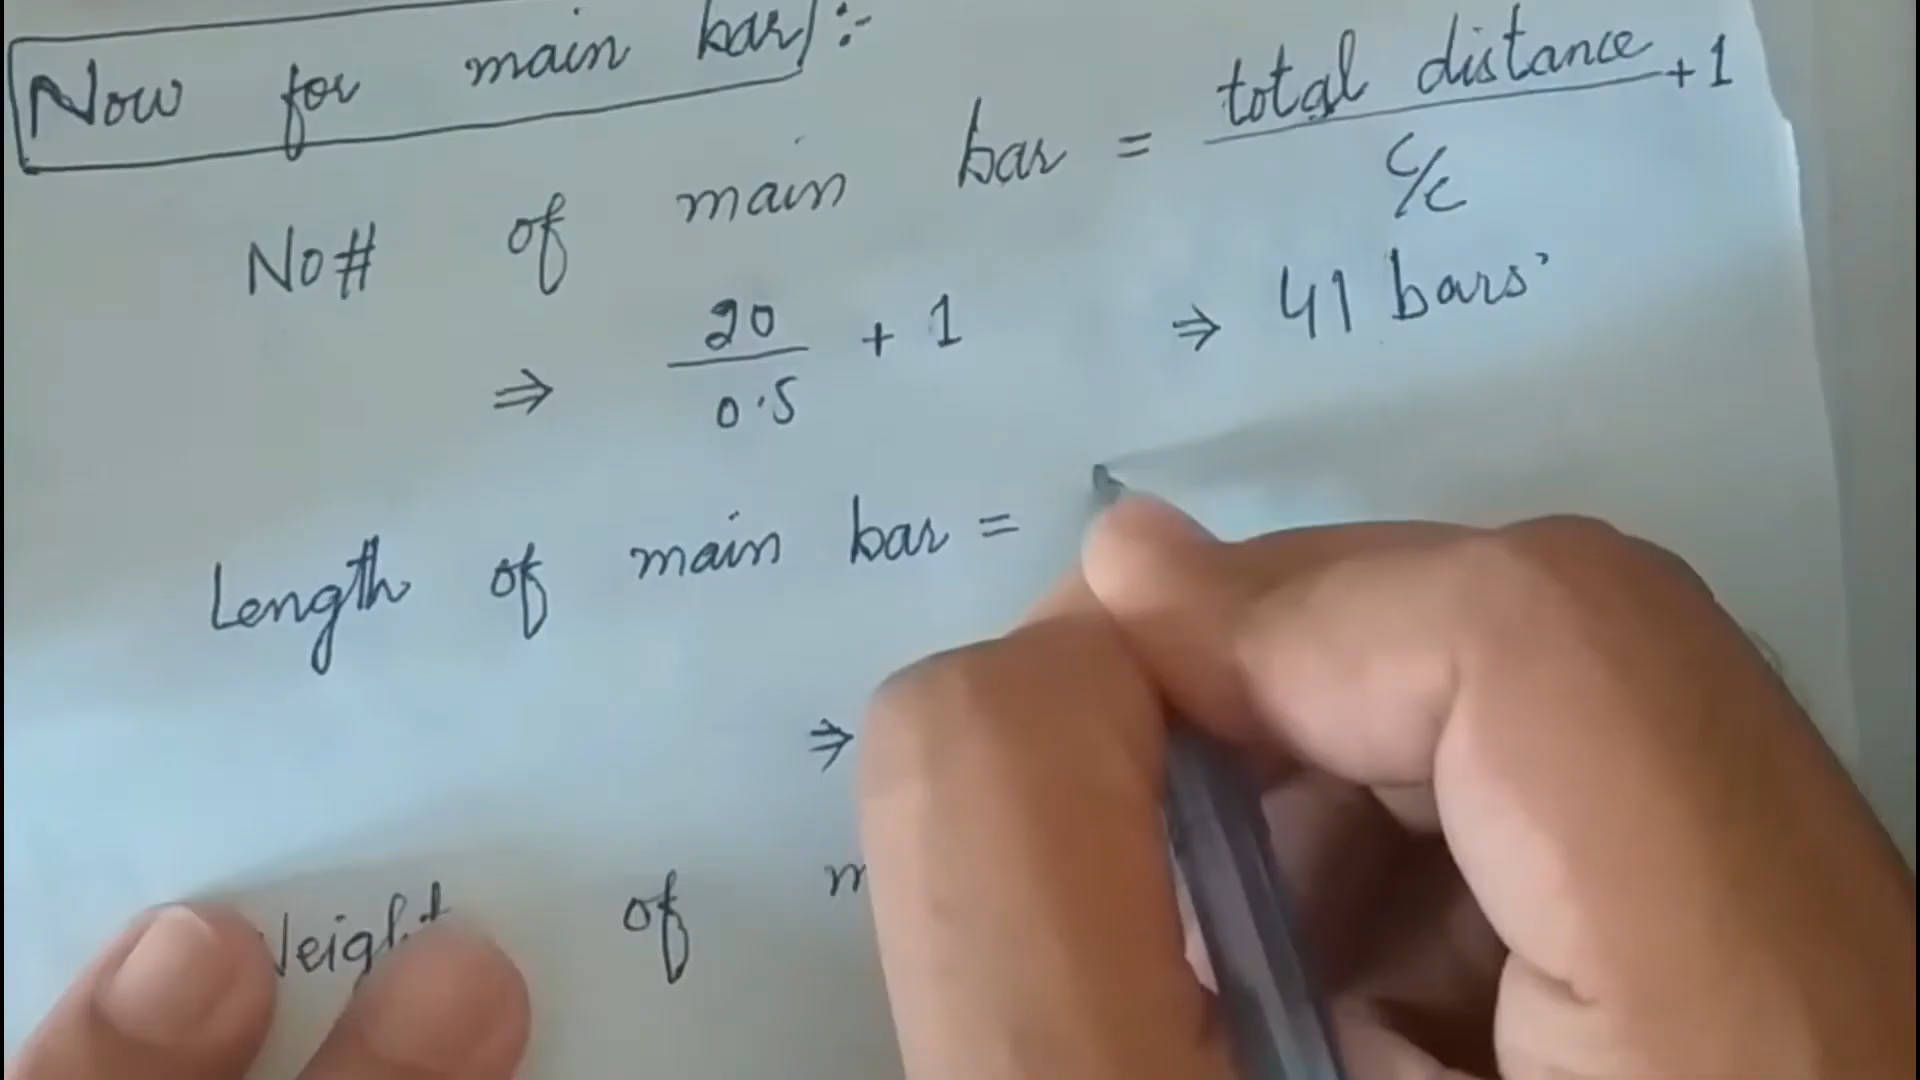 Now for main bar :-
No# of main bar = total distance / c/c + 1
⇒ 20 / 0.5 + 1 ⇒ 41 bars
Length of main bar =
⇒
of